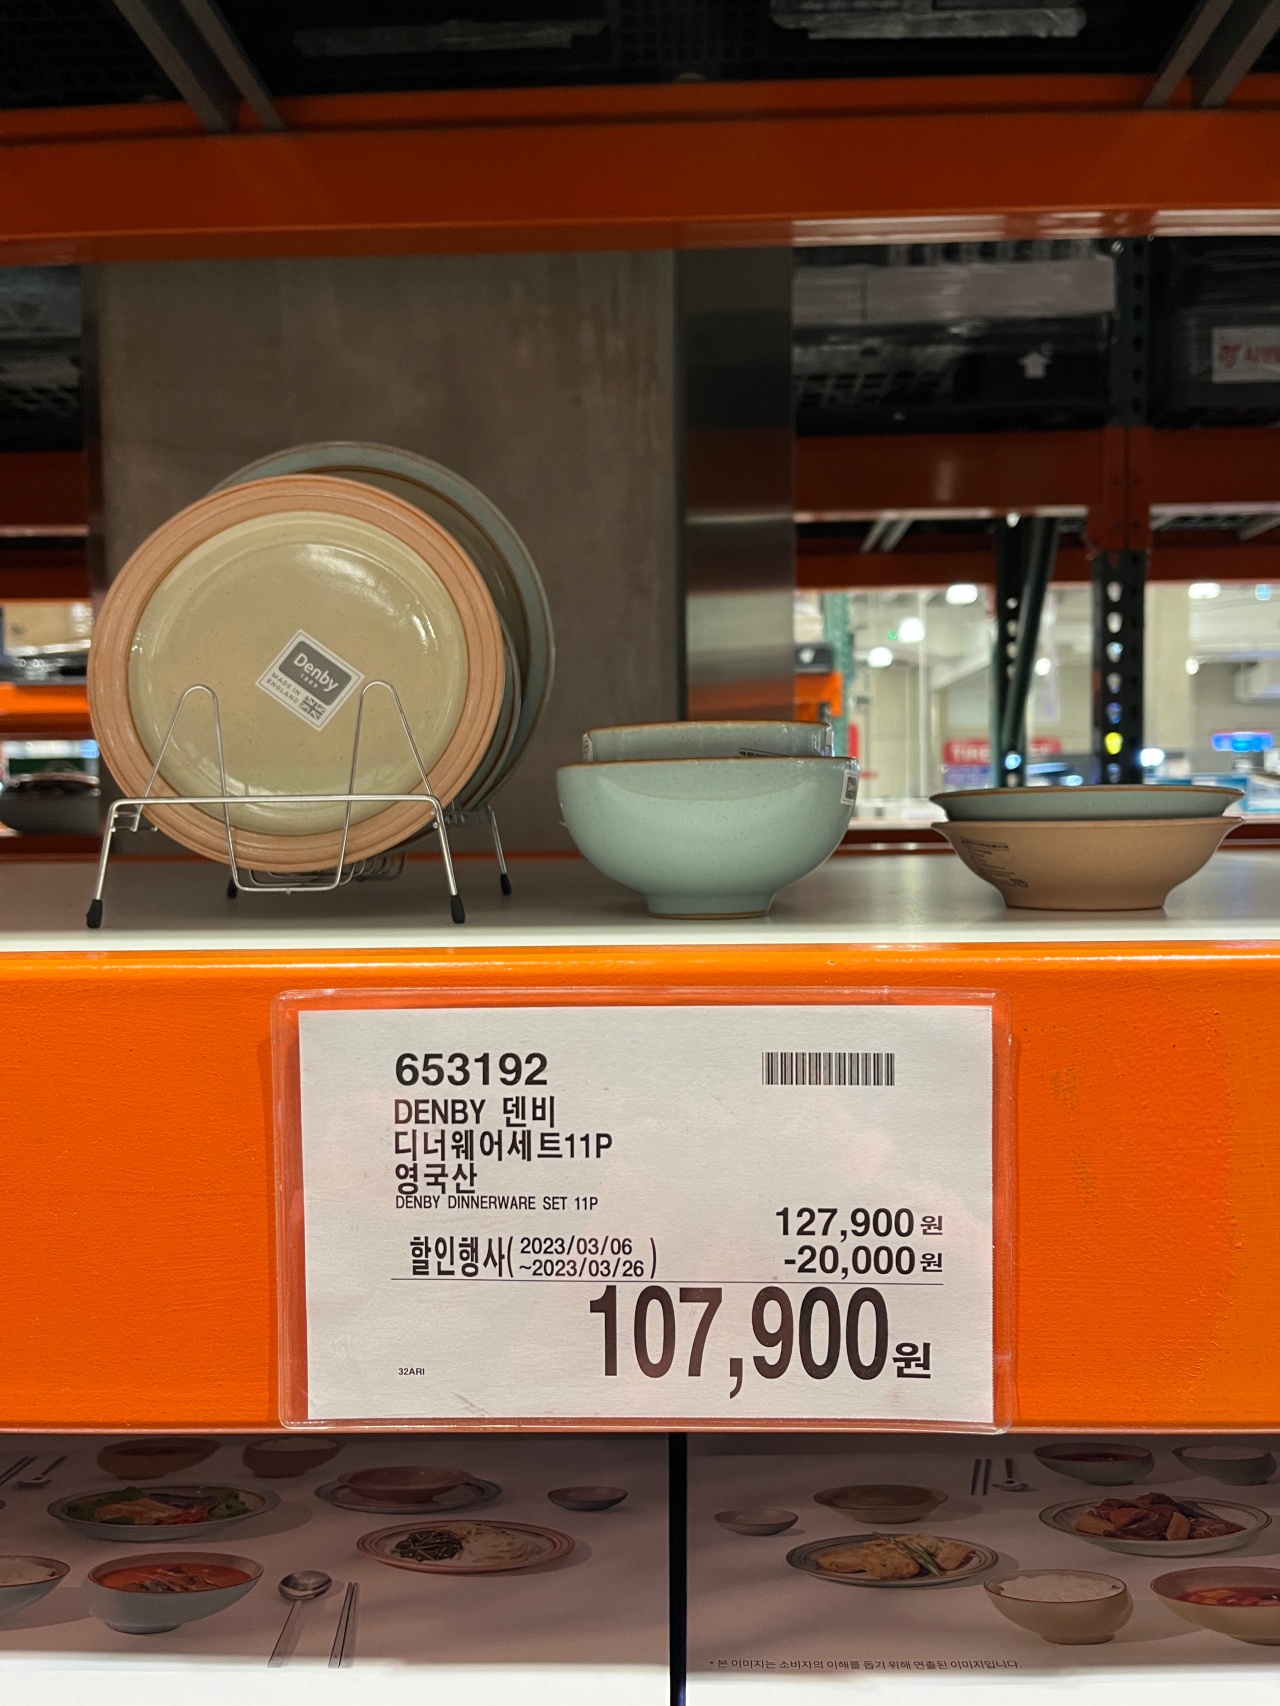 Denby
1809
MADE IN
ENGLAND
TIRE
653192
DENBY 덴비
디너웨어세트11P
영국산
DENBY DINNERWARE SET 11P
127,900원
할인행사( 2023/03/06 ~2023/03/26 )
-20,000원
107,900원
32ARI
* 본 이미지는 소비자의 이해를 돕기 위해 연출된 이미지입니다.